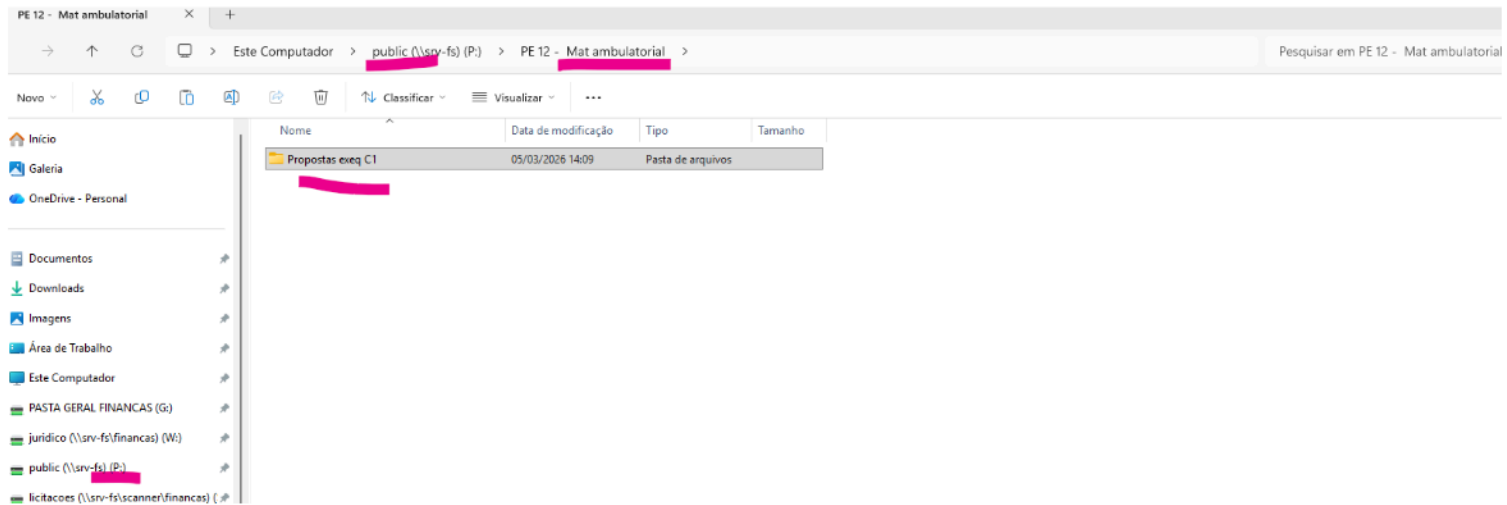 PE 12 - Mat ambulatorial × +
Este Computador > public (\\srv-fs) (P:) > PE 12 - Mat ambulatorial > Pesquisar em PE 12 - Mat ambulatorial
Novo Classificar Visualizar ...
Início
Galeria
OneDrive - Personal
Documentos
Downloads
Imagens
Área de Trabalho
Este Computador
PASTA GERAL FINANCAS (G:)
juridico (\\srv-fs\financas) (W:)
public (\\srv-fs) (P:)
licitacoes (\\srv-fs\scanner\financas) (
Nome Data de modificação Tipo Tamanho
Propostas exeq C1 05/03/2026 14:09 Pasta de arquivos